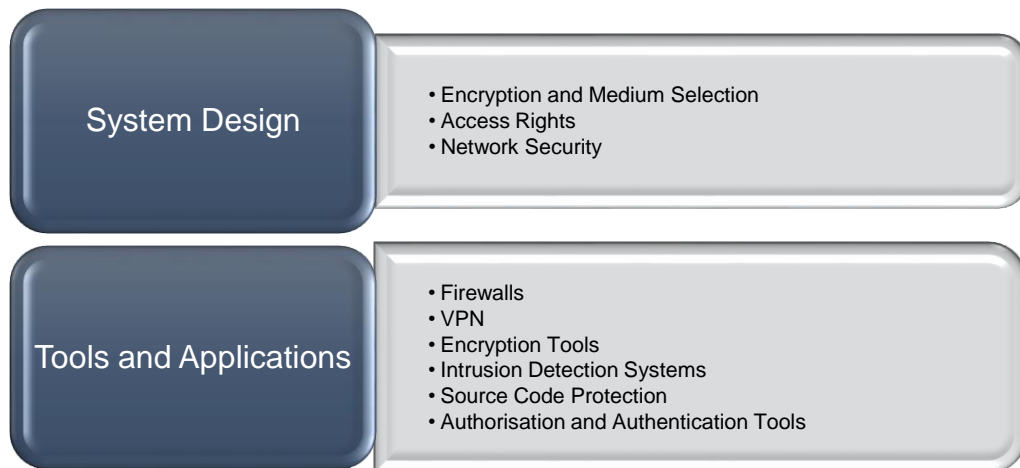 System Design
• Encryption and Medium Selection
• Access Rights
• Network Security
Tools and Applications
• Firewalls
• VPN
• Encryption Tools
• Intrusion Detection Systems
• Source Code Protection
• Authorisation and Authentication Tools